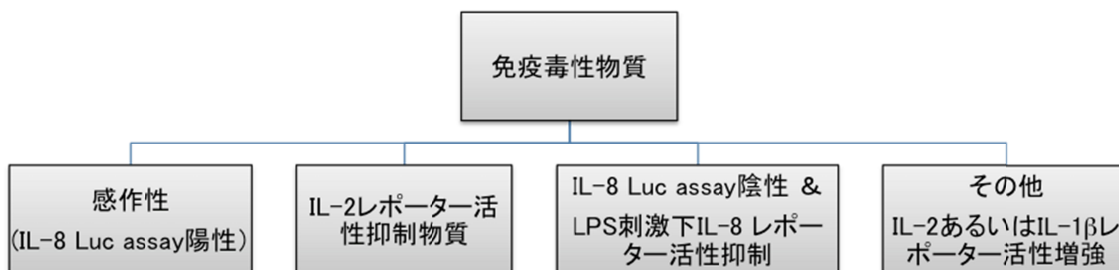 免疫毒性物質
感作性
(IL-8 Luc assay陽性)
IL-2レポーター活
性抑制物質
IL-8 Luc assay陰性 &
LPS刺激下IL-8 レポー
ター活性抑制
その他
IL-2あるいはIL-1βレ
ポーター活性増強